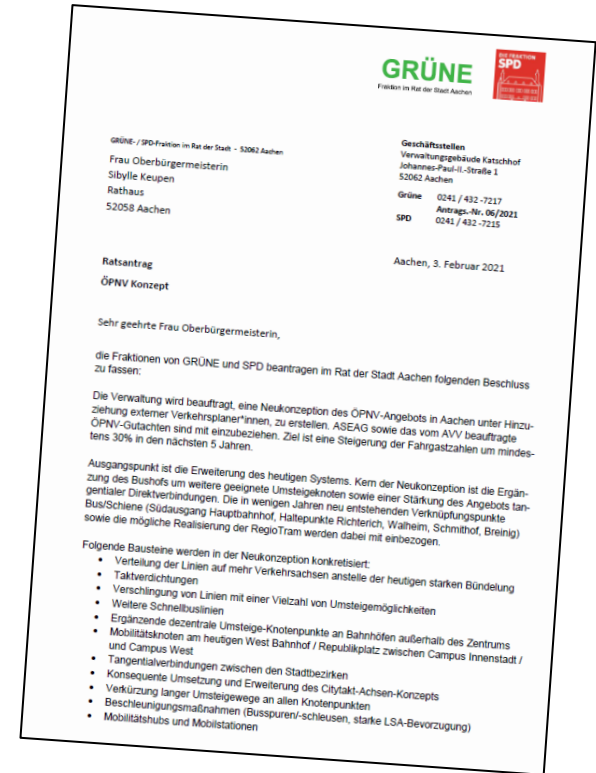 GRÜNE
Fraktion im Rat der Stadt Aachen
DIE FRAKTION
SPD
GRÜNE- / SPD-Fraktion im Rat der Stadt - 52062 Aachen
Frau Oberbürgermeisterin
Sibylle Keupen
Rathaus
52058 Aachen
Geschäftsstellen
Verwaltungsgebäude Katschhof
Johannes-Paul-II.-Straße 1
52062 Aachen
Grüne 0241 / 432 -7217
Antrags.-Nr. 06/2021
SPD 0241 / 432 -7215
Aachen, 3. Februar 2021
Ratsantrag
ÖPNV Konzept
Sehr geehrte Frau Oberbürgermeisterin,
die Fraktionen von GRÜNE und SPD beantragen im Rat der Stadt Aachen folgenden Beschluss
zu fassen:
Die Verwaltung wird beauftragt, eine Neukonzeption des ÖPNV-Angebots in Aachen unter Hinzu-
ziehung externer Verkehrsplaner*innen, zu erstellen. ASEAG sowie das vom AVV beauftragte
ÖPNV-Gutachten sind mit einzubeziehen. Ziel ist eine Steigerung der Fahrgastzahlen um mindes-
tens 30% in den nächsten 5 Jahren.
Ausgangspunkt ist die Erweiterung des heutigen Systems. Kern der Neukonzeption ist die Ergän-
zung des Bushofs um weitere geeignete Umsteigeknoten sowie einer Stärkung des Angebots tan-
gentialer Direktverbindungen. Die in wenigen Jahren neu entstehenden Verknüpfungspunkte
Bus/Schiene (Südausgang Hauptbahnhof, Haltepunkte Richterich, Walheim, Schmithof, Breinig)
sowie die mögliche Realisierung der RegioTram werden dabei mit einbezogen.
Folgende Bausteine werden in der Neukonzeption konkretisiert:
• Verteilung der Linien auf mehr Verkehrsachsen anstelle der heutigen starken Bündelung
• Taktverdichtungen
• Verschlingung von Linien mit einer Vielzahl von Umsteigemöglichkeiten
• Weitere Schnellbuslinien
• Ergänzende dezentrale Umsteige-Knotenpunkte an Bahnhöfen außerhalb des Zentrums
• Mobilitätsknoten am heutigen West Bahnhof / Republikplatz zwischen Campus Innenstadt /
und Campus West
• Tangentialverbindungen zwischen den Stadtbezirken
• Konsequente Umsetzung und Erweiterung des Citytakt-Achsen-Konzepts
• Verkürzung langer Umsteigewege an allen Knotenpunkten
• Beschleunigungsmaßnahmen (Busspuren/-schleusen, starke LSA-Bevorzugung)
• Mobilitätshubs und Mobilstationen